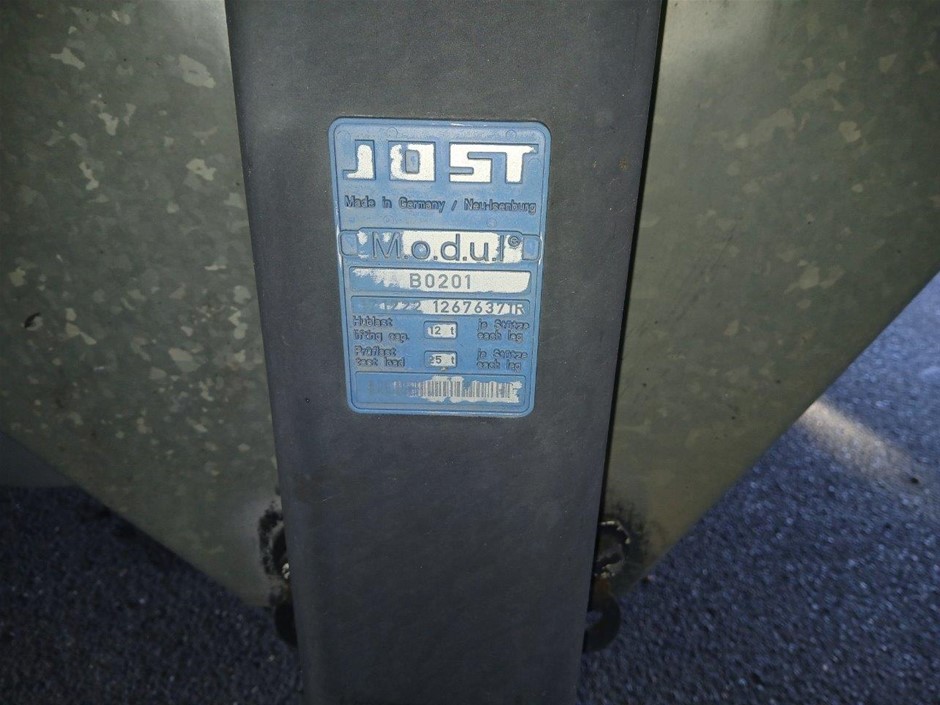 JOST
Made in Germany / Neu-Isenburg
M.o.d.u.l ®
B0201
1222 12676371R
Hublast
lifting cap. 12 t je Stütze
each leg
Prüflast
test load 25 t je Stütze
each leg